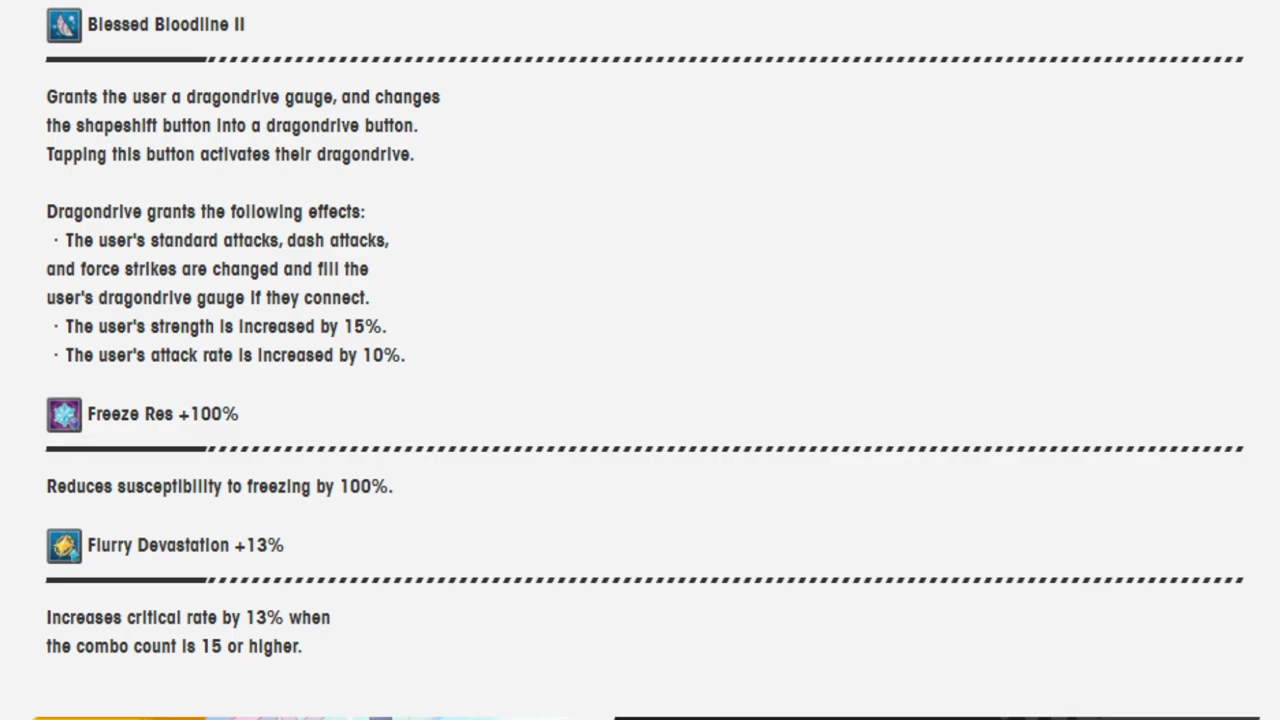 Blessed Bloodline II
Grants the user a dragondrive gauge, and changes
the shapeshift button into a dragondrive button.
Tapping this button activates their dragondrive.
Dragondrive grants the following effects:
· The user's standard attacks, dash attacks,
and force strikes are changed and fill the
user's dragondrive gauge if they connect.
· The user's strength is increased by 15%.
· The user's attack rate is increased by 10%.
Freeze Res +100%
Reduces susceptibility to freezing by 100%.
Flurry Devastation +13%
Increases critical rate by 13% when
the combo count is 15 or higher.